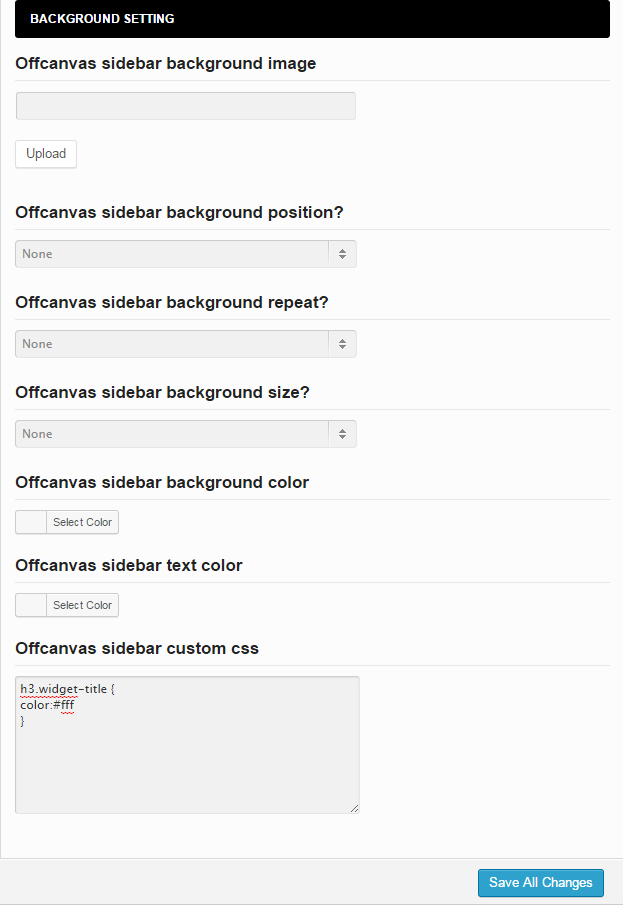 BACKGROUND SETTING
Offcanvas sidebar background image
Upload
Offcanvas sidebar background position?
None
Offcanvas sidebar background repeat?
None
Offcanvas sidebar background size?
None
Offcanvas sidebar background color
Select Color
Offcanvas sidebar text color
Select Color
Offcanvas sidebar custom css
h3.widget-title {
color:#fff
}
Save All Changes